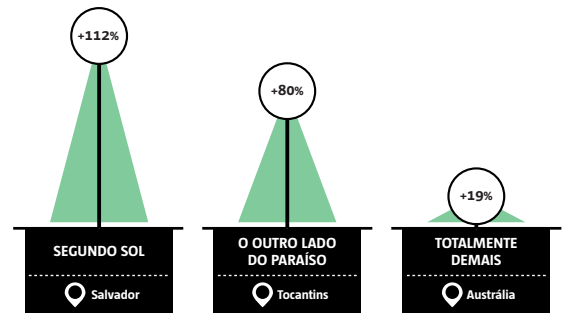 +112%
+80%
+19%
SEGUNDO SOL
O OUTRO LADO
DO PARAÍSO
TOTALMENTE
DEMAIS
Salvador
Tocantins
Austrália